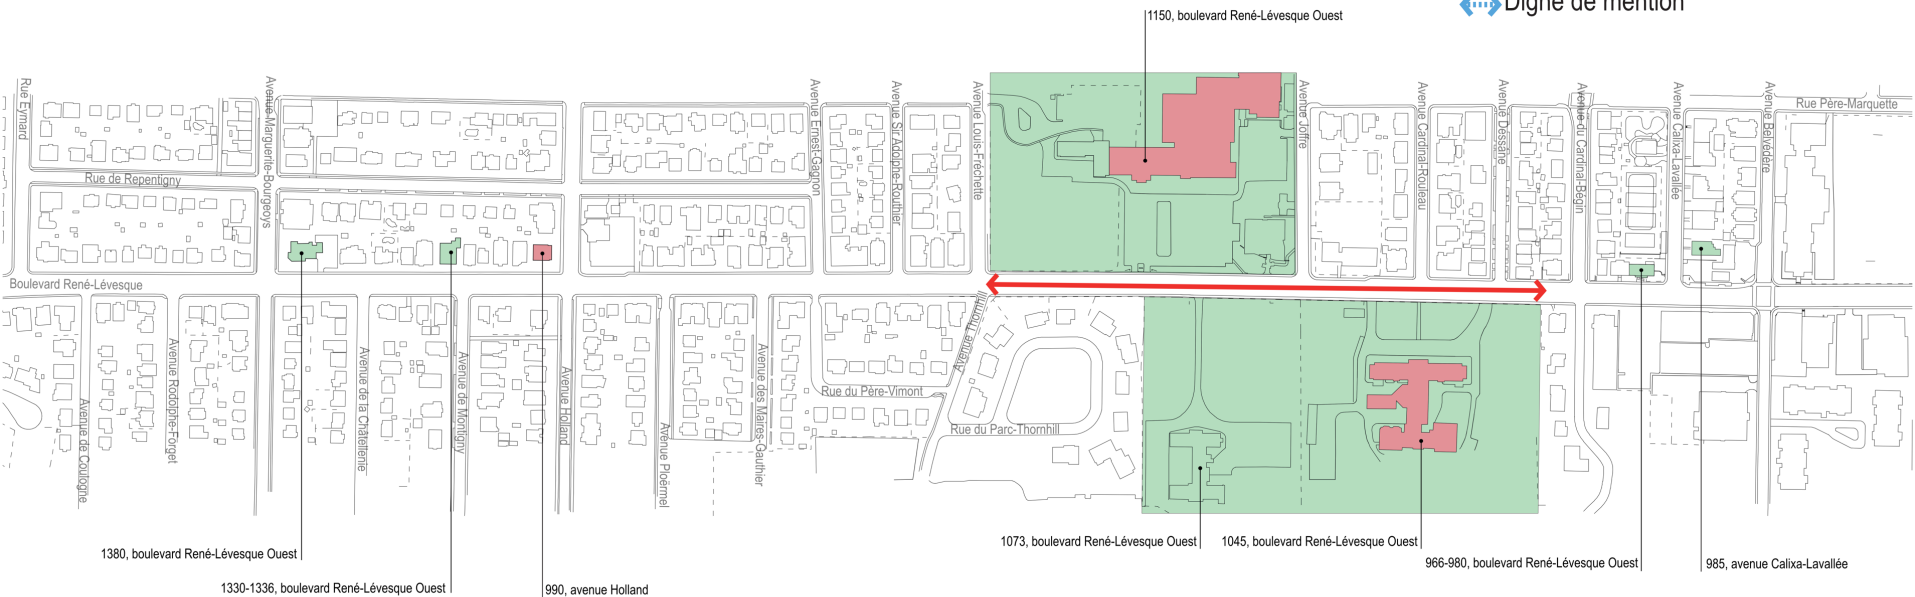 Digne de mention
1150, boulevard René-Lévesque Ouest
Rue Eymard
Avenue Marguerite-Bourgeoys
Avenue Ernest-Gagnon
Avenue Sir-Adolphe-Routhier
Avenue Louis-Fréchette
Avenue Joffre
Avenue Cardinal-Rouleau
Avenue Dessane
Avenue du Cardinal-Bégin
Avenue Calixa-Lavallée
Avenue Belvédère
Rue Père-Marquette
Rue de Repentigny
Boulevard René-Lévesque
Avenue de Coulogne
Avenue Rodolphe-Forget
Avenue de la Châtellenie
Avenue de Montigny
Avenue Holland
Avenue Ploërmel
Avenue des Maires-Gauthier
Rue du Père-Vimont
Avenue Thornhill
Rue du Parc-Thornhill
1380, boulevard René-Lévesque Ouest
1330-1336, boulevard René-Lévesque Ouest
990, avenue Holland
1073, boulevard René-Lévesque Ouest
1045, boulevard René-Lévesque Ouest
966-980, boulevard René-Lévesque Ouest
985, avenue Calixa-Lavallée